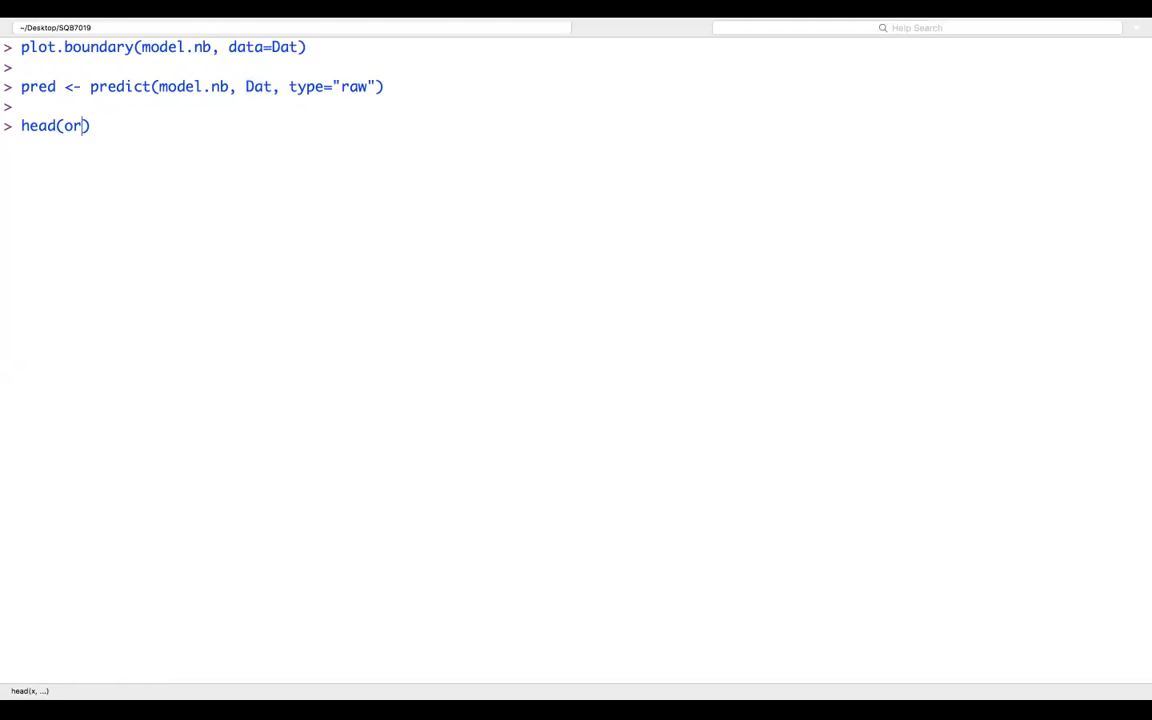 ~/Desktop/SQB7019
Help Search
> plot.boundary(model.nb, data=Dat)
>
> pred <- predict(model.nb, Dat, type="raw")
>
> head(or)
head(x, ...)